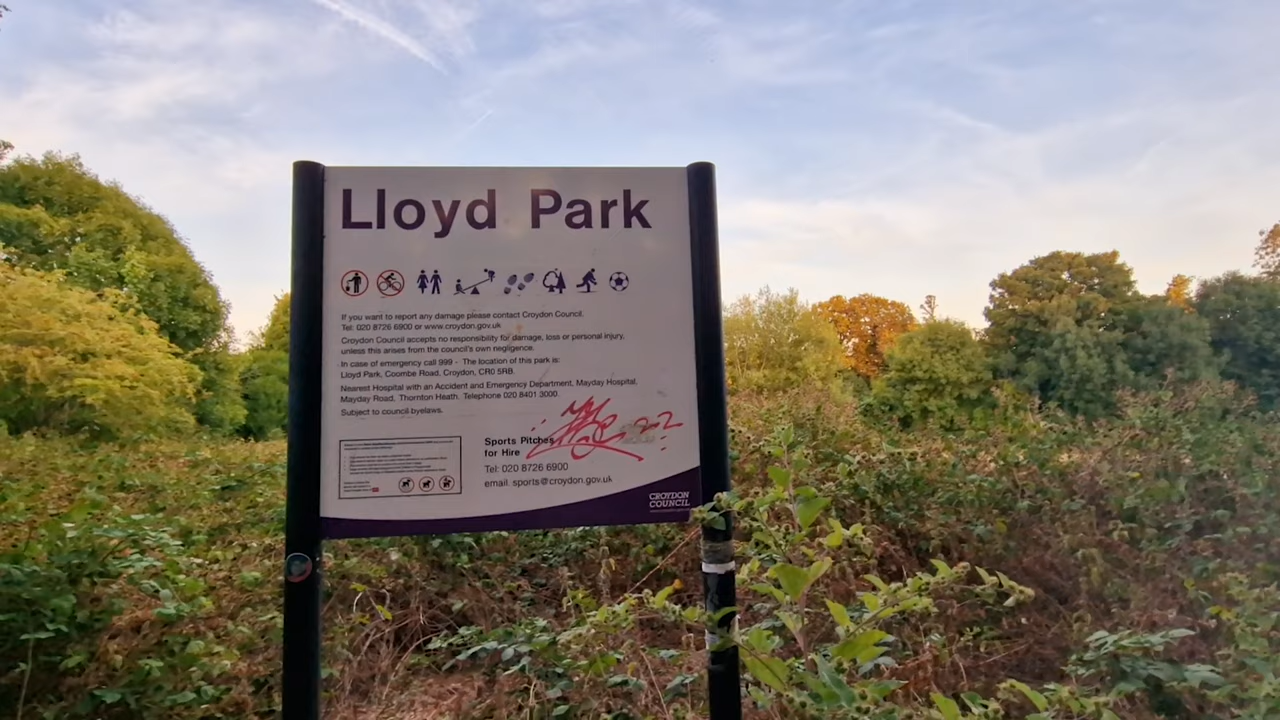 Lloyd Park
If you want to report any damage please contact Croydon Council.
Tel: 020 8726 6900 or www.croydon.gov.uk
Croydon Council accepts no responsibility for damage, loss or personal injury,
unless this arises from the council's own negligence.
In case of emergency call 999 - The location of this park is:
Lloyd Park, Coombe Road, Croydon, CR0 5RB.
Nearest Hospital with an Accident and Emergency Department, Mayday Hospital,
Mayday Road, Thornton Heath. Telephone 020 8401 3000.
Subject to council byelaws.
Sports Pitches
for Hire
Tel: 020 8726 6900
email. sports@croydon.gov.uk
22
CROYDON
COUNCIL